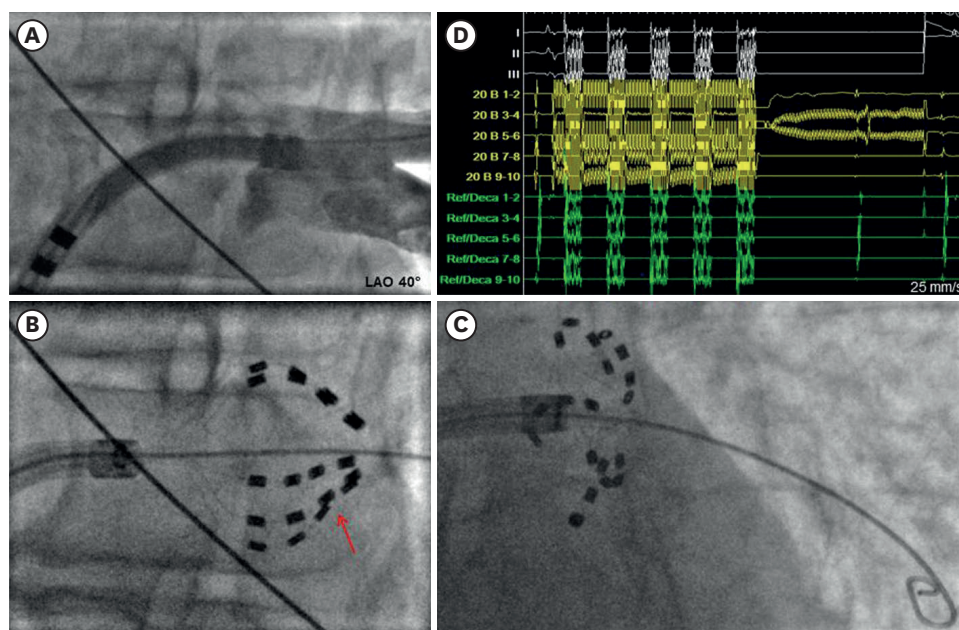 A
LAO 40°
D
I
II
III
20 B 1-2
20 B 3-4
20 B 5-6
20 B 7-8
20 B 9-10
Ref/Deca 1-2
Ref/Deca 3-4
Ref/Deca 5-6
Ref/Deca 7-8
Ref/Deca 9-10
25 mm/s
B
C